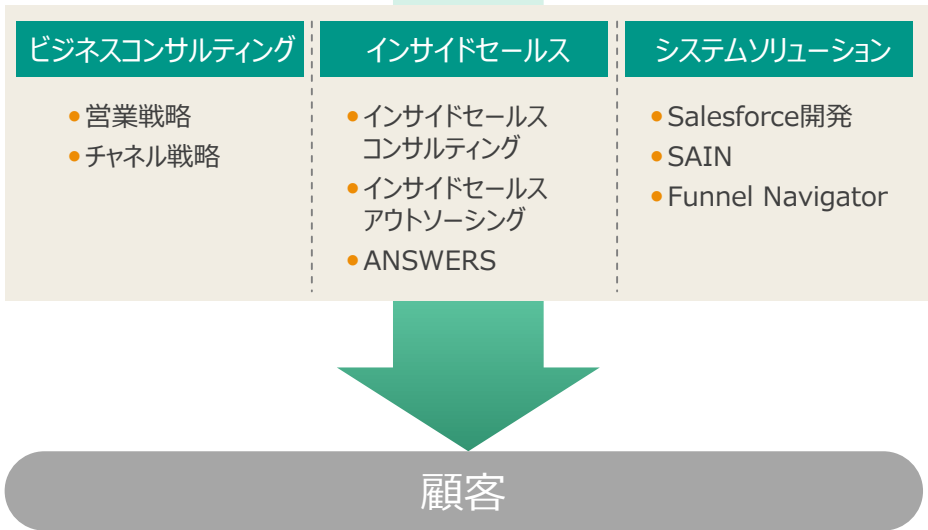 ビジネスコンサルティング
営業戦略
チャネル戦略
インサイドセールス
インサイドセールス
コンサルティング
インサイドセールス
アウトソーシング
ANSWERS
システムソリューション
Salesforce開発
SAIN
Funnel Navigator
顧客